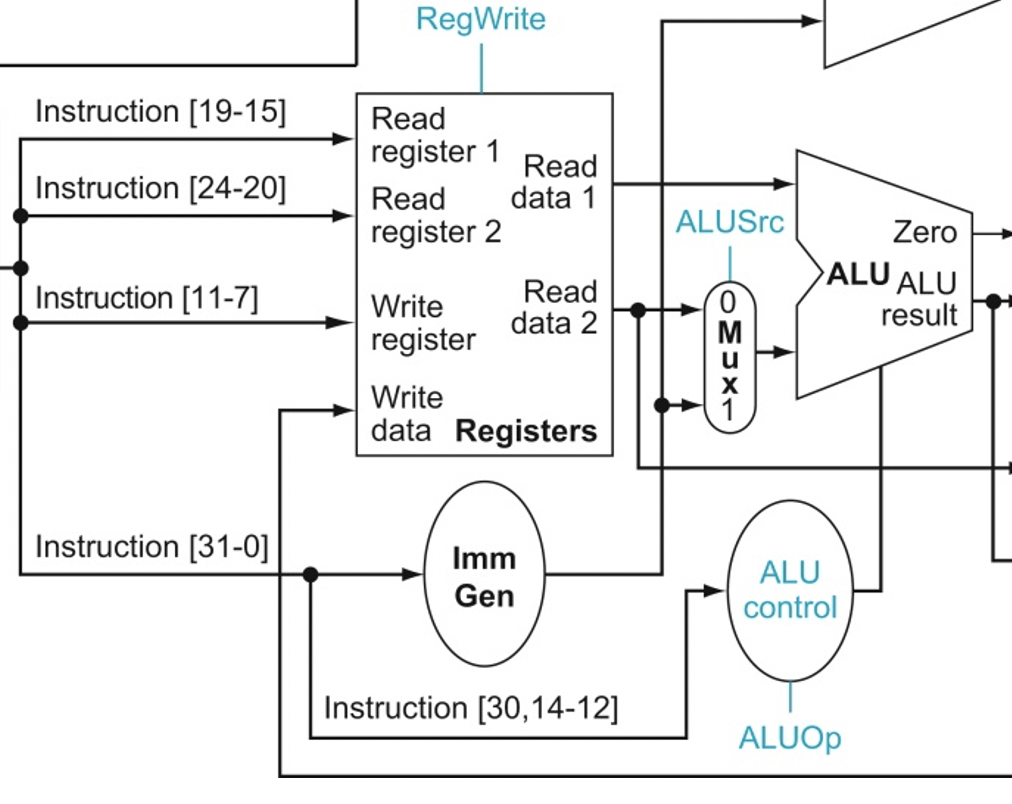 RegWrite
Instruction [19-15]
Instruction [24-20]
Instruction [11-7]
Instruction [31-0]
Read
register 1
Read
register 2
Write
register
Write
data
Registers
Read
data 1
Read
data 2
ALUSrc
0
M
u
x
1
Zero
ALU
ALU
result
Imm
Gen
ALU
control
Instruction [30,14-12]
ALUOp